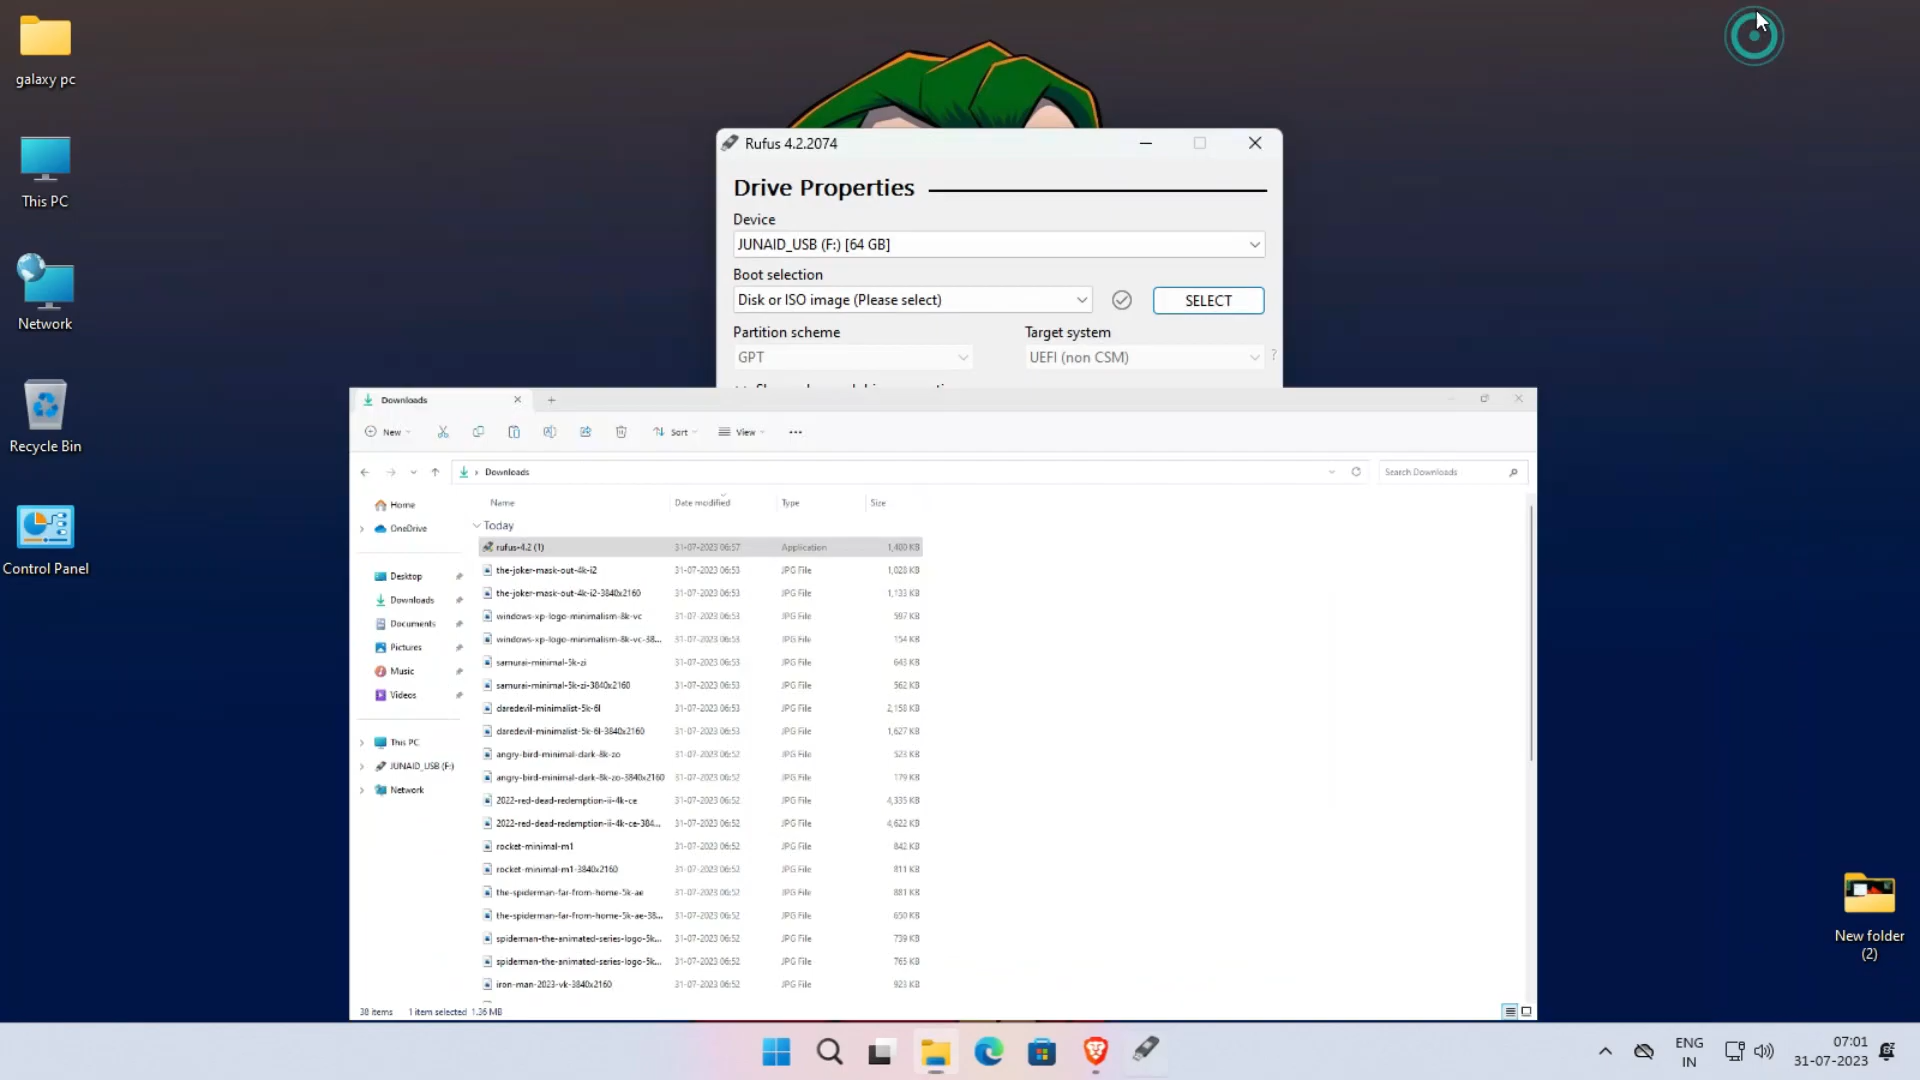 galaxy pc
This PC
Network
Recycle Bin
Control Panel
Rufus 4.2.2074
Drive Properties
Device
JUNAID_USB (F:) [64 GB]
Boot selection
Disk or ISO image (Please select)
SELECT
Partition scheme
Target system
GPT
UEFI (non CSM)
?
Downloads
New
Sort
View
Downloads
Search Downloads
Home
OneDrive
Desktop
Downloads
Documents
Pictures
Music
Videos
This PC
JUNAID_USB (F:)
Network
Name Date modified Type Size
Today
rufus-4.2 (1) 31-07-2023 06:57 Application 1,400 KB
the-joker-mask-out-4k-i2 31-07-2023 06:53 JPG File 1,028 KB
the-joker-mask-out-4k-i2-3840x2160 31-07-2023 06:53 JPG File 1,133 KB
windows-xp-logo-minimalism-8k-vc 31-07-2023 06:53 JPG File 597 KB
windows-xp-logo-minimalism-8k-vc-38... 31-07-2023 06:53 JPG File 154 KB
samurai-minimal-5k-zi 31-07-2023 06:53 JPG File 643 KB
samurai-minimal-5k-zi-3840x2160 31-07-2023 06:53 JPG File 562 KB
daredevil-minimalist-5k-6l 31-07-2023 06:53 JPG File 2,158 KB
daredevil-minimalist-5k-6l-3840x2160 31-07-2023 06:53 JPG File 1,627 KB
angry-bird-minimal-dark-8k-zo 31-07-2023 06:52 JPG File 523 KB
angry-bird-minimal-dark-8k-zo-3840x2160 31-07-2023 06:52 JPG File 179 KB
2022-red-dead-redemption-ii-4k-ce 31-07-2023 06:52 JPG File 4,335 KB
2022-red-dead-redemption-ii-4k-ce-384... 31-07-2023 06:52 JPG File 4,622 KB
rocket-minimal-m1 31-07-2023 06:52 JPG File 842 KB
rocket-minimal-m1-3840x2160 31-07-2023 06:52 JPG File 811 KB
the-spiderman-far-from-home-5k-ae 31-07-2023 06:52 JPG File 881 KB
the-spiderman-far-from-home-5k-ae-38... 31-07-2023 06:52 JPG File 650 KB
spiderman-the-animated-series-logo-5k... 31-07-2023 06:52 JPG File 739 KB
spiderman-the-animated-series-logo-5k... 31-07-2023 06:52 JPG File 765 KB
iron-man-2023-vk-3840x2160 31-07-2023 06:52 JPG File 923 KB
38 items 1 item selected 1.36 MB
New folder
(2)
ENG
IN
07:01
31-07-2023